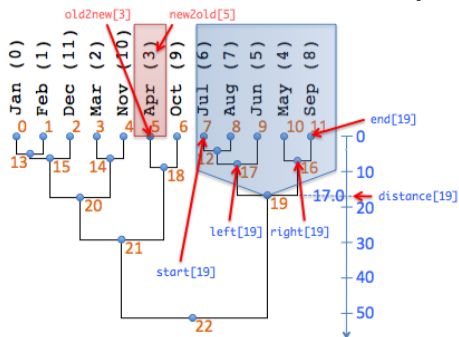 old2new[3] new2old[5]
Jan (0)
Feb (1)
Dec (11)
Mar (2)
Nov (10)
Apr (3)
Oct (9)
Jul (6)
Aug (7)
Jun (5)
May (4)
Sep (8)
0 1 2 3 4 5 6 7 8 9 10 11
end[19]
0
13 15 14 18 12 17 16
10
17.0
distance[19]
20 19
20
left[19] right[19]
21
30
start[19]
40
50
22